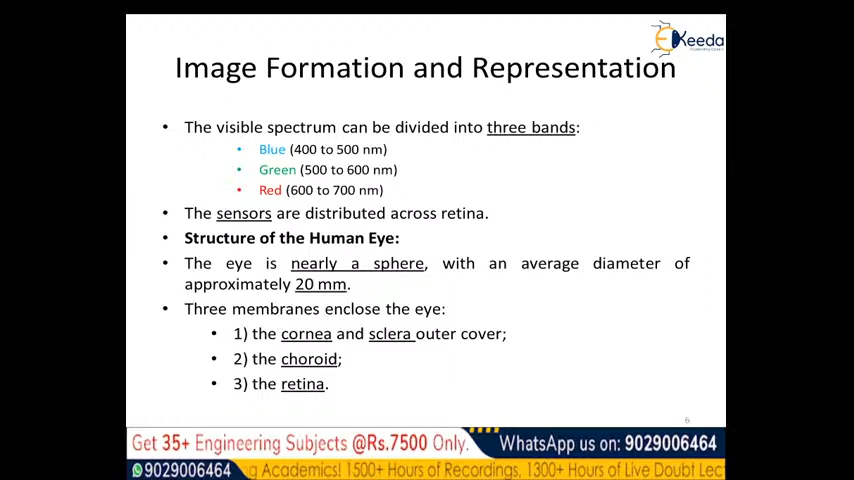 EKeeda
Image Formation and Representation
• The visible spectrum can be divided into three bands:
• Blue (400 to 500 nm)
• Green (500 to 600 nm)
• Red (600 to 700 nm)
• The sensors are distributed across retina.
• Structure of the Human Eye:
• The eye is nearly a sphere, with an average diameter of
approximately 20 mm.
• Three membranes enclose the eye:
• 1) the cornea and sclera outer cover;
• 2) the choroid;
• 3) the retina.
6
Get 35+ Engineering Subjects @Rs.7500 Only.
WhatsApp us on: 9029006464
9029006464
ng Academics! 1500+ Hours of Recordings, 1300+ Hours of Live Doubt Lec